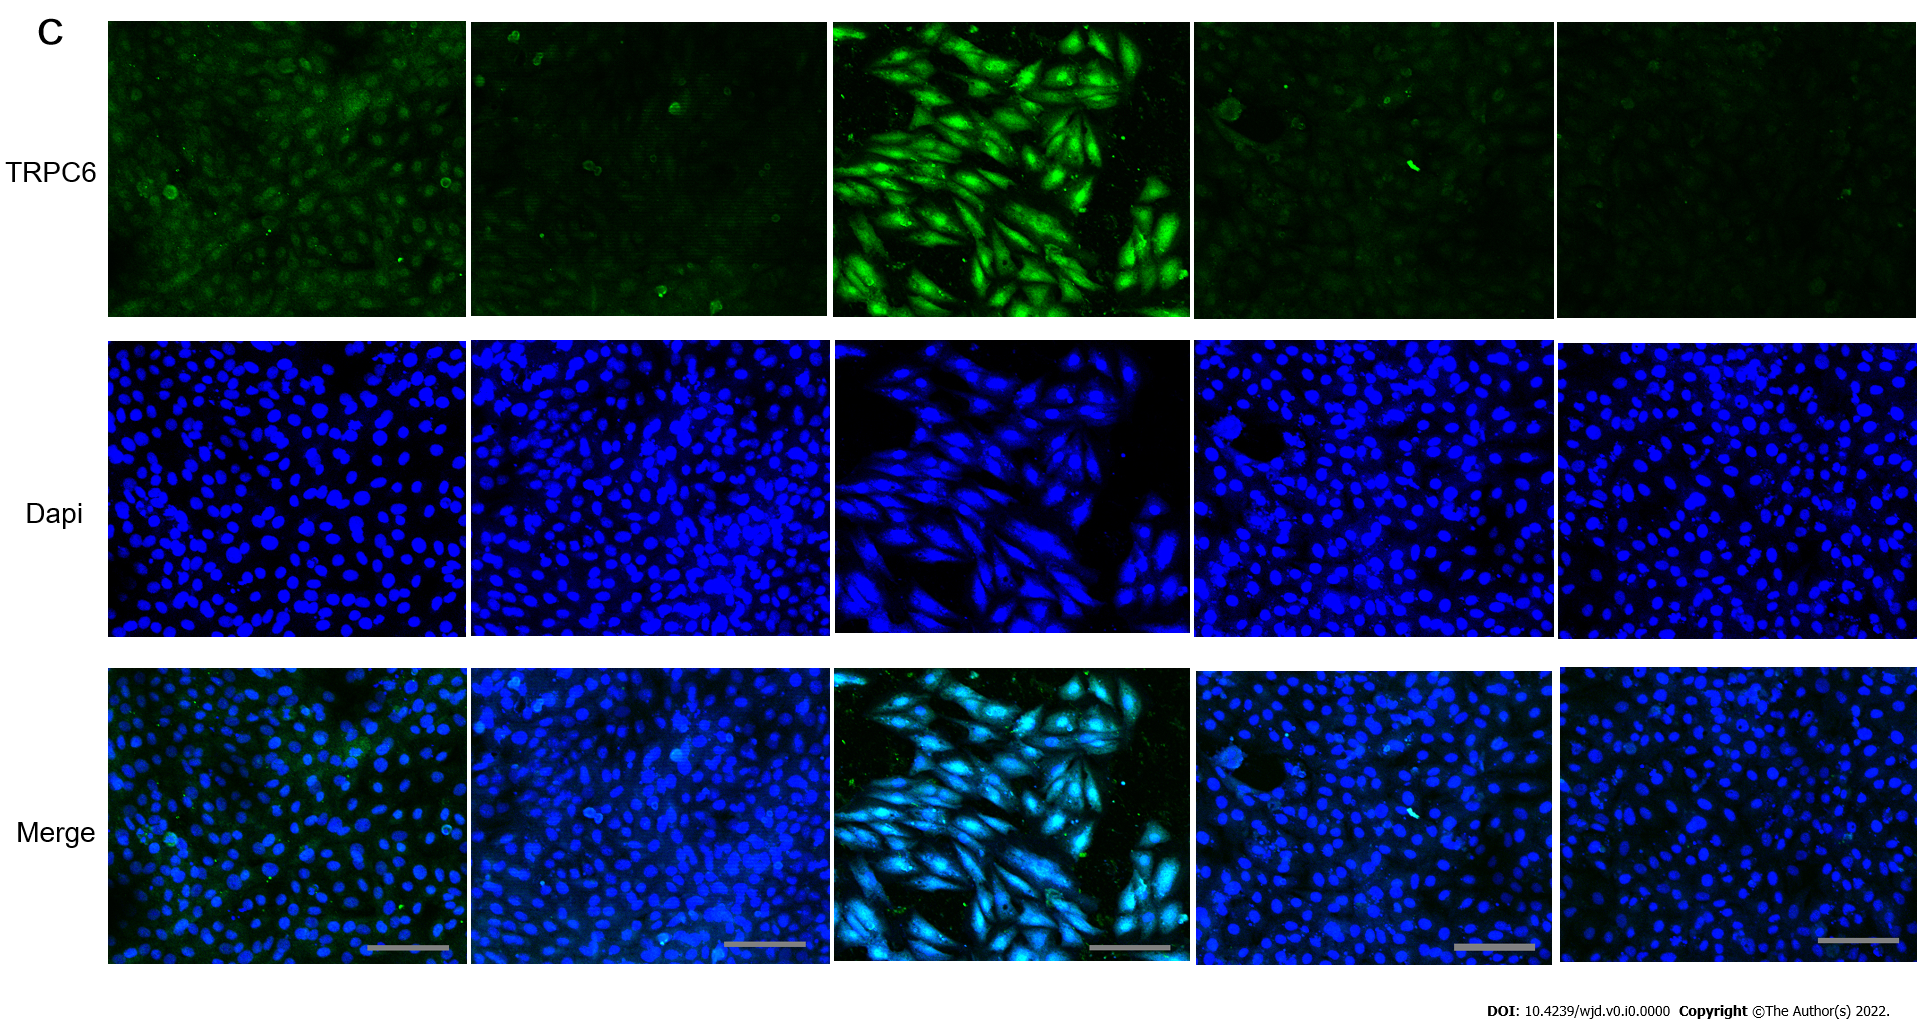 C
TRPC6
Dapi
Merge
DOI: 10.4239/wjd.v0.i0.0000 Copyright ©The Author(s) 2022.